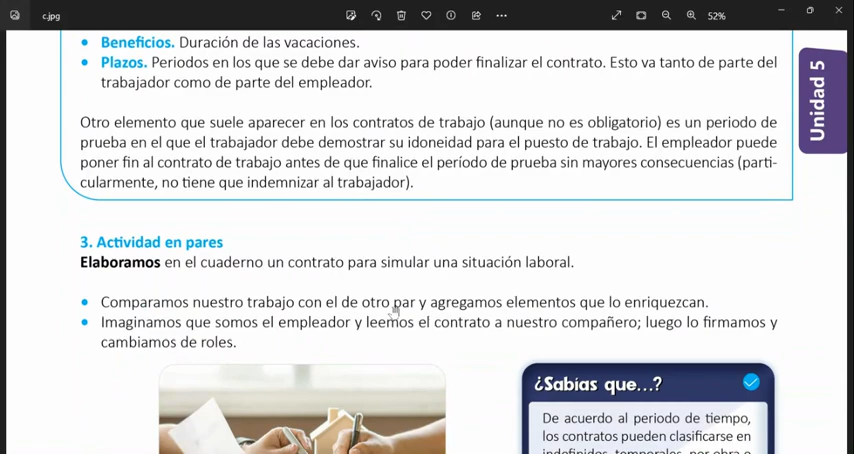 c.jpg
52%
• Beneficios. Duración de las vacaciones.
• Plazos. Periodos en los que se debe dar aviso para poder finalizar el contrato. Esto va tanto de parte del
trabajador como de parte del empleador.
Unidad 5
Otro elemento que suele aparecer en los contratos de trabajo (aunque no es obligatorio) es un periodo de
prueba en el que el trabajador debe demostrar su idoneidad para el puesto de trabajo. El empleador puede
poner fin al contrato de trabajo antes de que finalice el período de prueba sin mayores consecuencias (parti-
cularmente, no tiene que indemnizar al trabajador).
3. Actividad en pares
Elaboramos en el cuaderno un contrato para simular una situación laboral.
• Comparamos nuestro trabajo con el de otro par y agregamos elementos que lo enriquezcan.
• Imaginamos que somos el empleador y leemos el contrato a nuestro compañero; luego lo firmamos y
cambiamos de roles.
¿Sabías que...?
De acuerdo al periodo de tiempo,
los contratos pueden clasificarse en
indefinidos, temporales, por obra o